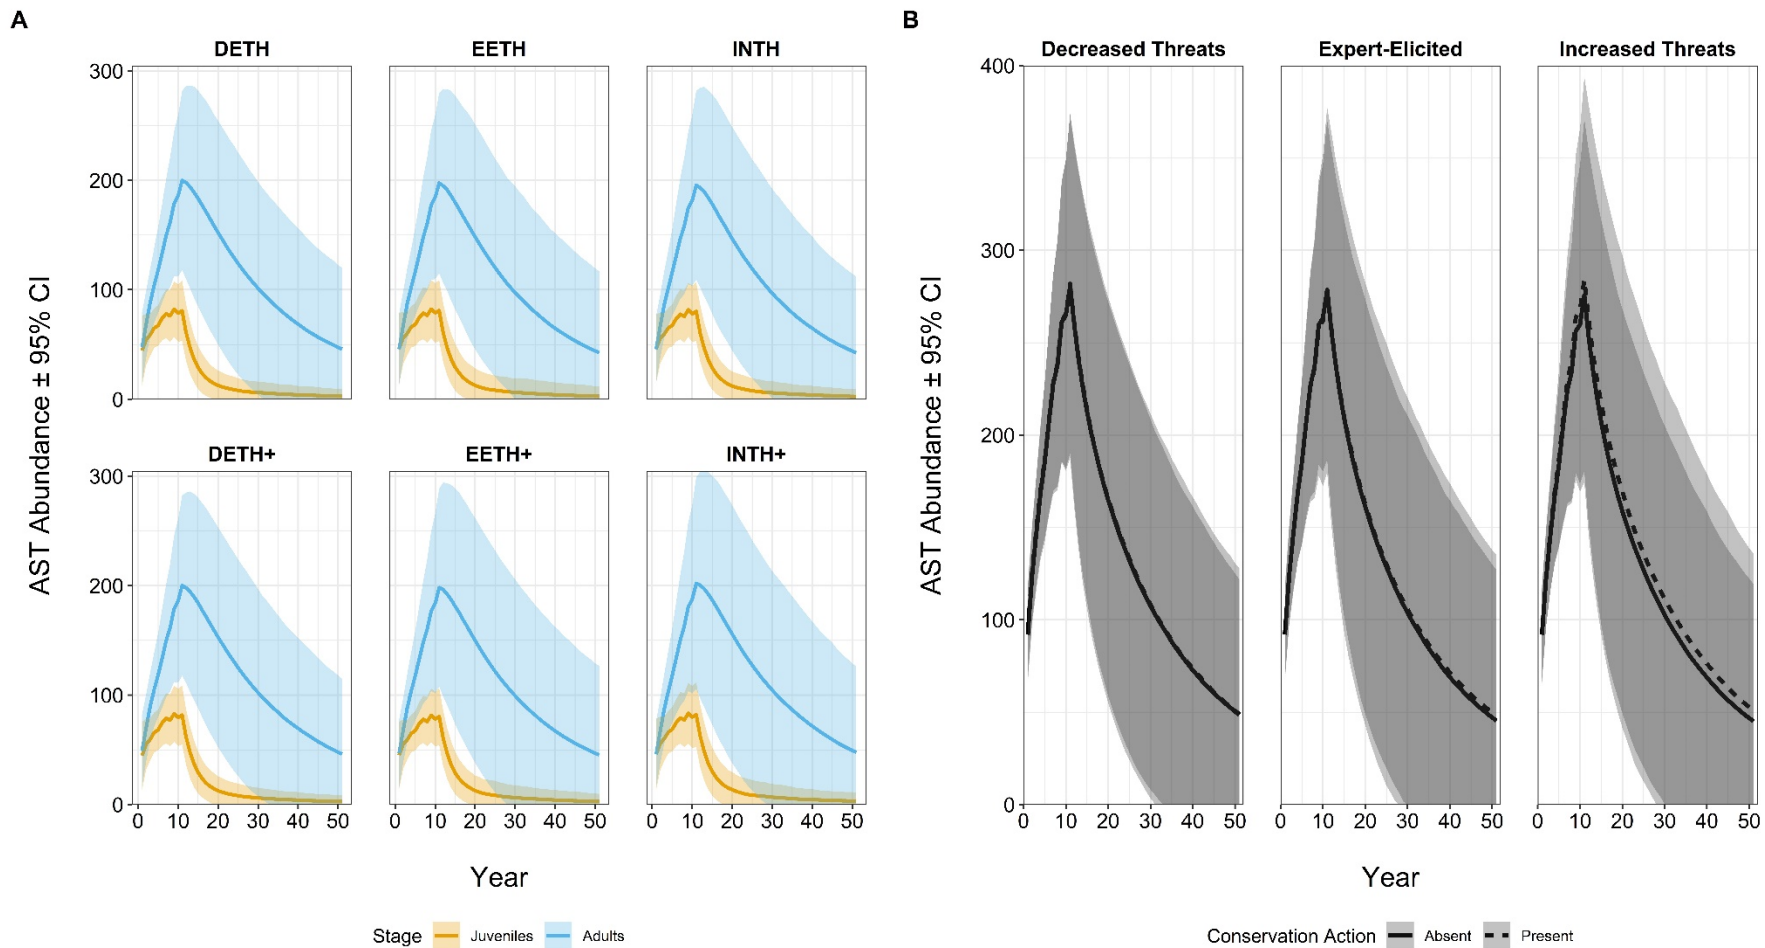 A
DETH EETH INTH
300
200
100
0
DETH+ EETH+ INTH+
300
200
100
0
0 10 20 30 40 50 0 10 20 30 40 50 0 10 20 30 40 50
AST Abundance ± 95% CI
Year
Stage Juveniles Adults
B
Decreased Threats Expert-Elicited Increased Threats
400
300
200
100
0
0 10 20 30 40 50 0 10 20 30 40 50 0 10 20 30 40 50
AST Abundance ± 95% CI
Year
Conservation Action Absent Present